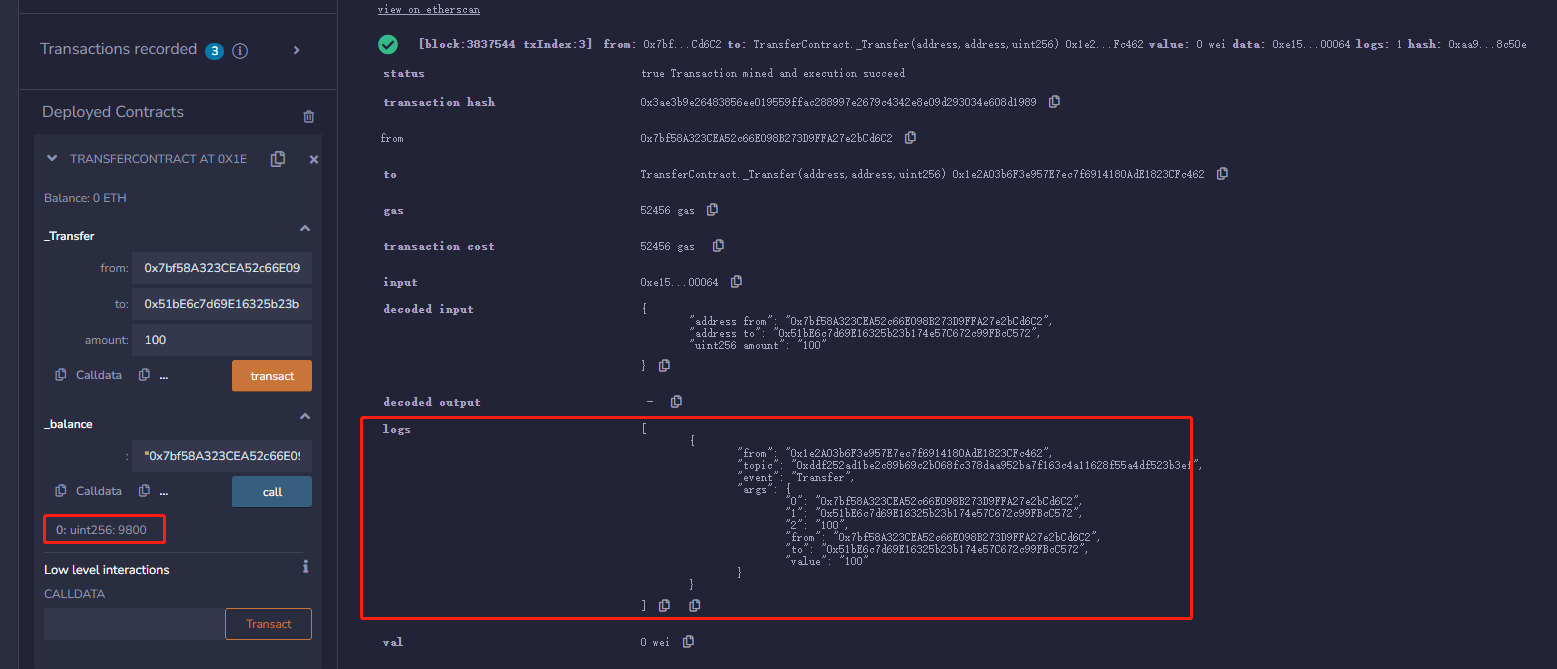 Transactions recorded 3
Deployed Contracts
TRANSFERCONTRACT AT 0X1E
Balance: 0 ETH
_Transfer
from: 0x7bf58A323CEA52c66E09
to: 0x51bE6c7d69E16325b23b
amount: 100
Calldata ...
transact
_balance
: "0x7bf58A323CEA52c66E09
Calldata ...
call
0: uint256: 9800
Low level interactions
CALLDATA
Transact
view on etherscan
[block:3837544 txIndex:3] from: 0x7bf...Cd6C2 to: TransferContract._Transfer(address,address,uint256) 0x1e2...Fc462 value: 0 wei data: 0xe15...00064 logs: 1 hash: 0xaa9...8c50e
status true Transaction mined and execution succeed
transaction hash 0x3ae3b9e26483856ee019559ffac288997e2679c4342e8e09d293034e608d1989
from 0x7bf58A323CEA52c66E098B273D9FFA27e2bCd6C2
to TransferContract._Transfer(address,address,uint256) 0x1e2A03b6F3e957E7ec7f6914180AdE1823CFc462
gas 52456 gas
transaction cost 52456 gas
input 0xe15...00064
decoded input {
"address from": "0x7bf58A323CEA52c66E098B273D9FFA27e2bCd6C2",
"address to": "0x51bE6c7d69E16325b23b174e57C672c99FBcC572",
"uint256 amount": "100"
}
decoded output -
logs [
{
"from": "0x1e2A03b6F3e957E7ec7f6914180AdE1823CFc462",
"topic": "0xddf252ad1be2c89b69c2b068fc378daa952ba7f163c4a11628f55a4df523b3ef",
"event": "Transfer",
"args": {
"0": "0x7bf58A323CEA52c66E098B273D9FFA27e2bCd6C2",
"1": "0x51bE6c7d69E16325b23b174e57C672c99FBcC572",
"2": "100",
"from": "0x7bf58A323CEA52c66E098B273D9FFA27e2bCd6C2",
"to": "0x51bE6c7d69E16325b23b174e57C672c99FBcC572",
"value": "100"
}
}
]
val 0 wei